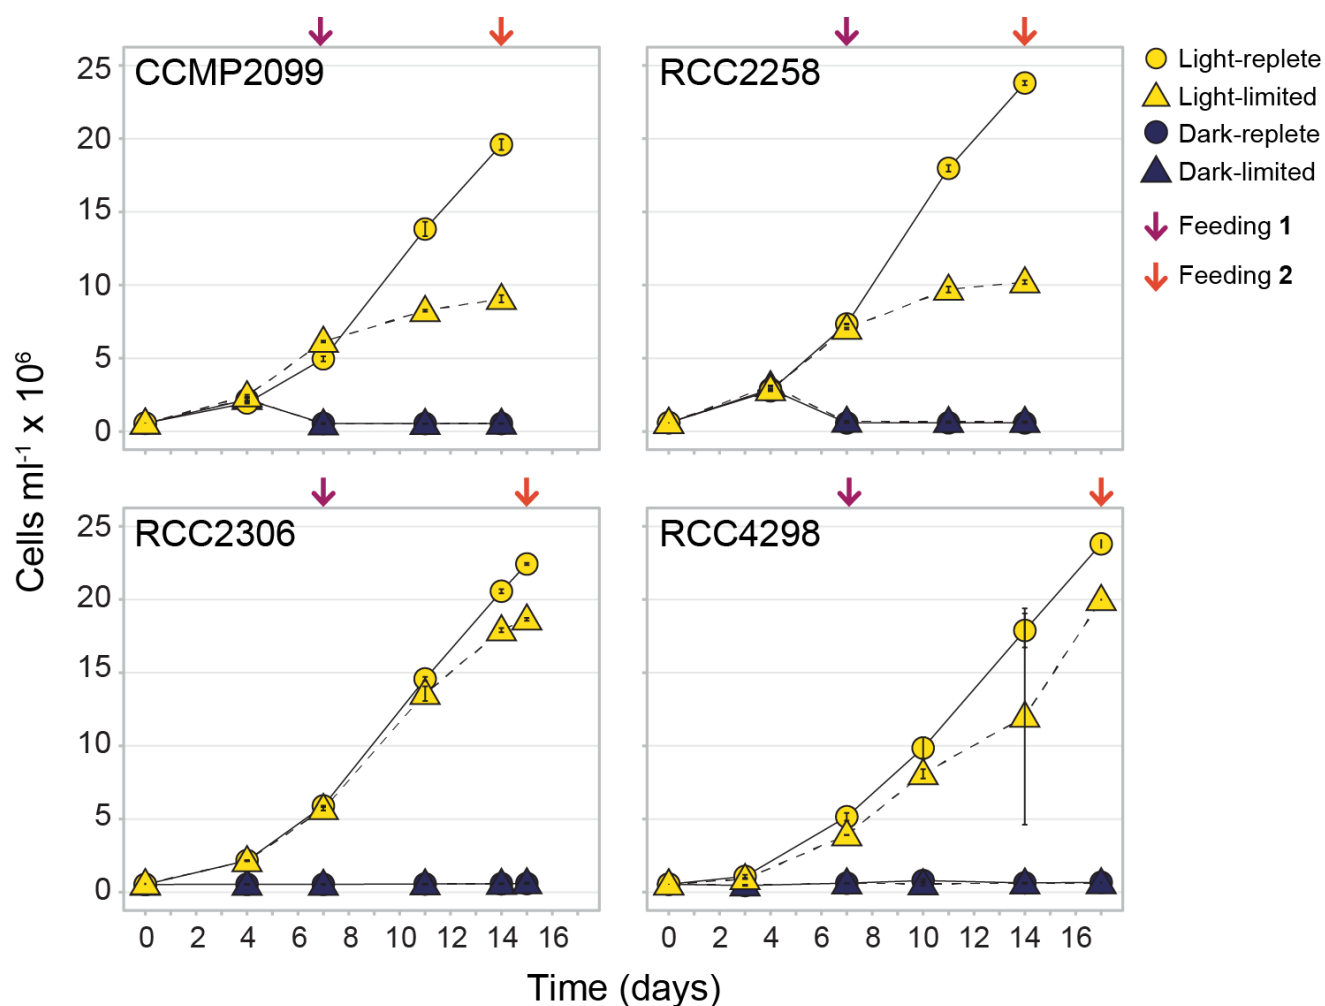 CCMP2099
RCC2258
RCC2306
RCC4298
25
20
15
10
5
0
25
20
15
10
5
0
Cells ml⁻¹ x 10⁶
0 2 4 6 8 10 12 14 16
0 2 4 6 8 10 12 14 16
Time (days)
Light-replete
Light-limited
Dark-replete
Dark-limited
Feeding 1
Feeding 2